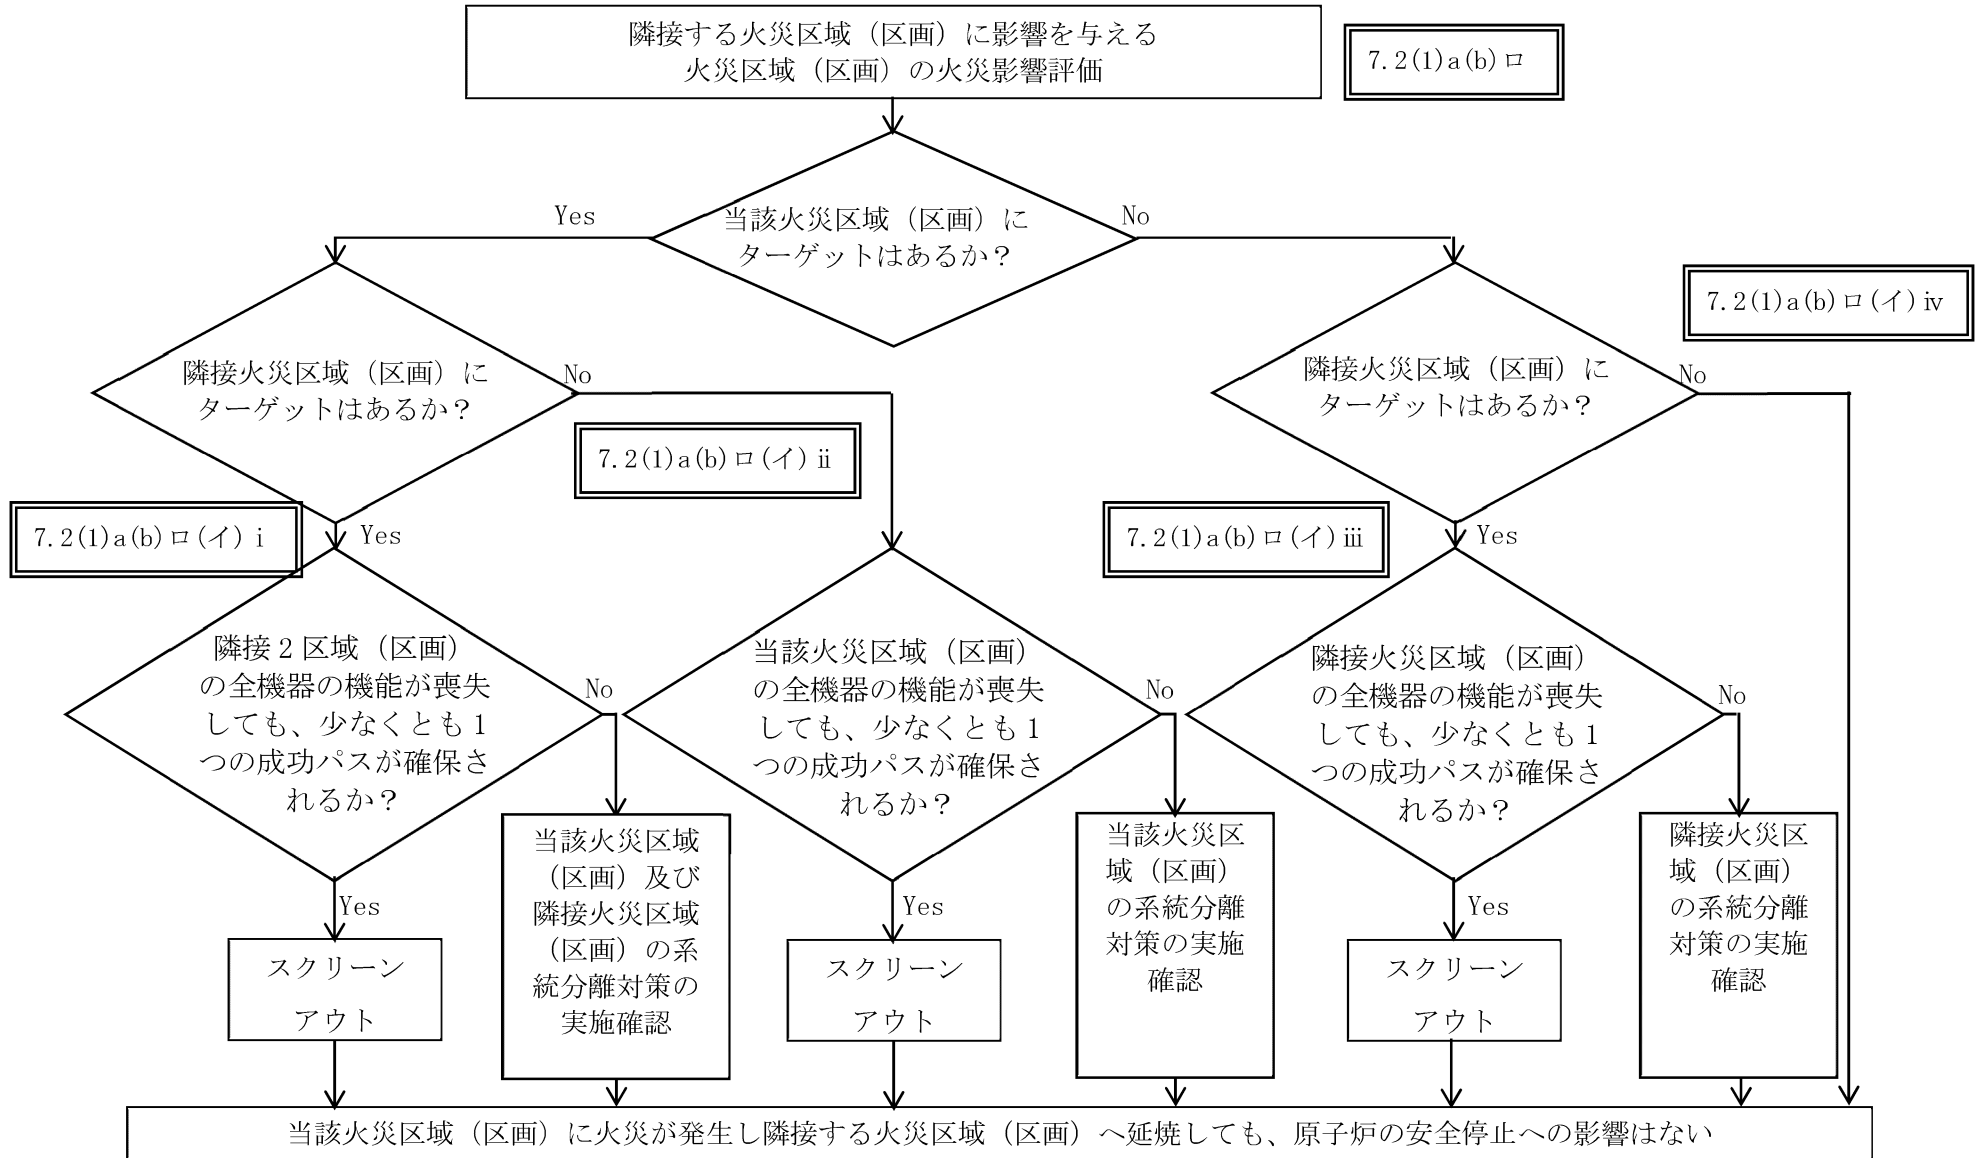 隣接する火災区域（区画）に影響を与える
火災区域（区画）の火災影響評価
7.2(1)a(b)ロ
当該火災区域（区画）に
ターゲットはあるか？
Yes
No
隣接火災区域（区画）に
ターゲットはあるか？
No
Yes
隣接火災区域（区画）に
ターゲットはあるか？
No
Yes
7.2(1)a(b)ロ(イ)ⅳ
7.2(1)a(b)ロ(イ)ⅱ
7.2(1)a(b)ロ(イ)ⅰ
7.2(1)a(b)ロ(イ)ⅲ
隣接２区域（区画）
の全機器の機能が喪失
しても、少なくとも１
つの成功パスが確保さ
れるか？
No
Yes
当該火災区域（区画）
の全機器の機能が喪失
しても、少なくとも１
つの成功パスが確保さ
れるか？
No
Yes
隣接火災区域（区画）
の全機器の機能が喪失
しても、少なくとも１
つの成功パスが確保さ
れるか？
No
Yes
スクリーン
アウト
当該火災区域
（区画）及び
隣接火災区域
（区画）の系
統分離対策の
実施確認
スクリーン
アウト
当該火災区
域（区画）
の系統分離
対策の実施
確認
スクリーン
アウト
隣接火災区
域（区画）
の系統分離
対策の実施
確認
当該火災区域（区画）に火災が発生し隣接する火災区域（区画）へ延焼しても、原子炉の安全停止への影響はない